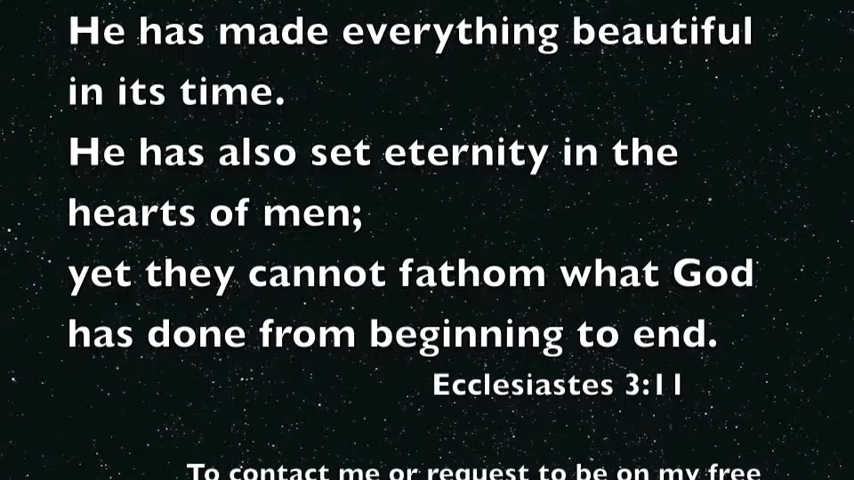 He has made everything beautiful
in its time.
He has also set eternity in the
hearts of men;
yet they cannot fathom what God
has done from beginning to end.
Ecclesiastes 3:11
To contact me or request to be on my free